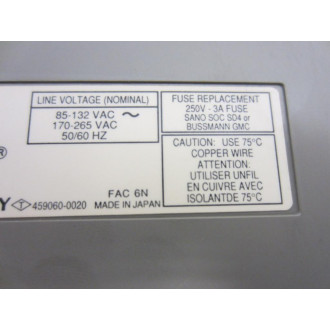 LINE VOLTAGE (NOMINAL)
85-132 VAC ~
170-265 VAC
50/60 HZ
FUSE REPLACEMENT
250V - 3A FUSE
SANO SOC SD4 or
BUSSMANN GMC
CAUTION: USE 75°C
COPPER WIRE
ATTENTION:
UTILISER UNFIL
EN CUIVRE AVEC
ISOLANTDE 75°C
®
FAC 6N
Y T 459060-0020 MADE IN JAPAN